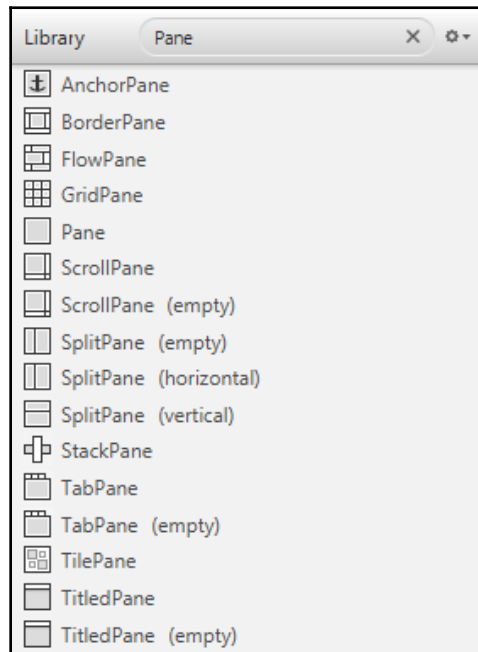 Library Pane
AnchorPane
BorderPane
FlowPane
GridPane
Pane
ScrollPane
ScrollPane (empty)
SplitPane (empty)
SplitPane (horizontal)
SplitPane (vertical)
StackPane
TabPane
TabPane (empty)
TilePane
TitledPane
TitledPane (empty)